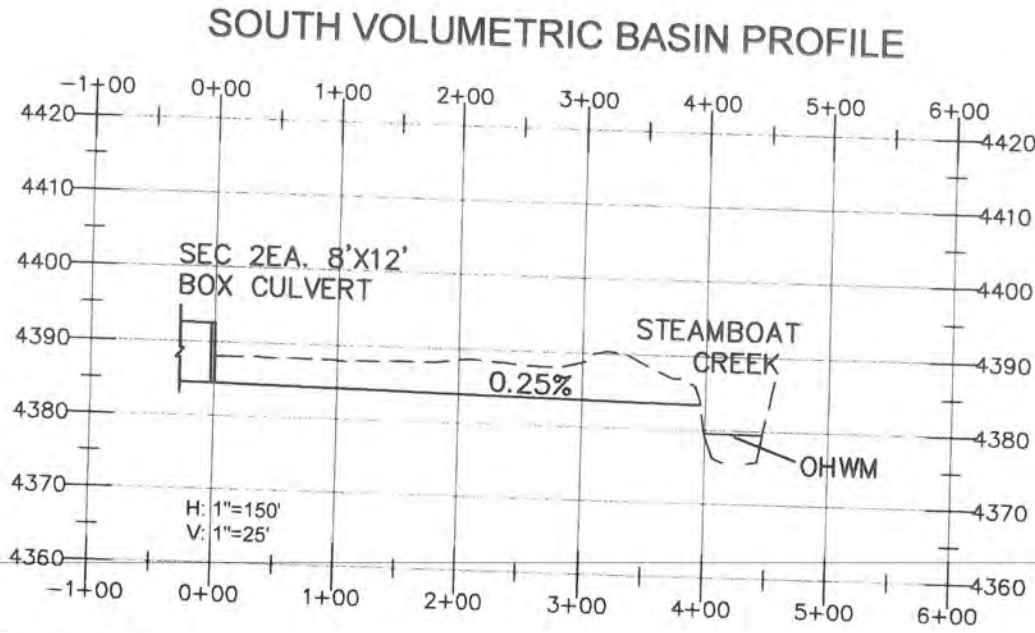 SOUTH VOLUMETRIC BASIN PROFILE
-1+00 0+00 1+00 2+00 3+00 4+00 5+00 6+00
4420 4420
4410 4410
4400 4400
SEC 2EA. 8'X12'
BOX CULVERT
4390 4390
STEAMBOAT
CREEK
0.25%
4380 4380
OHWM
4370 4370
H: 1"=150'
V: 1"=25'
4360 4360
-1+00 0+00 1+00 2+00 3+00 4+00 5+00 6+00